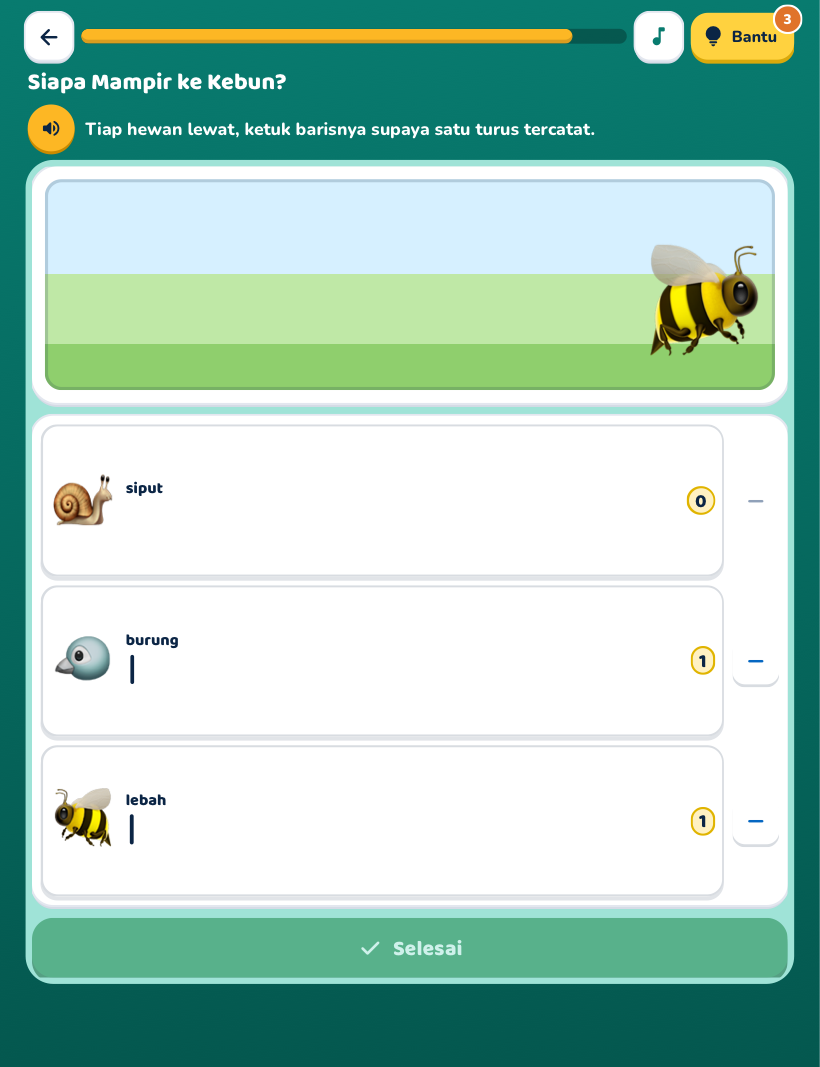 3
Bantu
Siapa Mampir ke Kebun?
Tiap hewan lewat, ketuk barisnya supaya satu turus tercatat.
siput
0
burung
1
lebah
1
Selesai